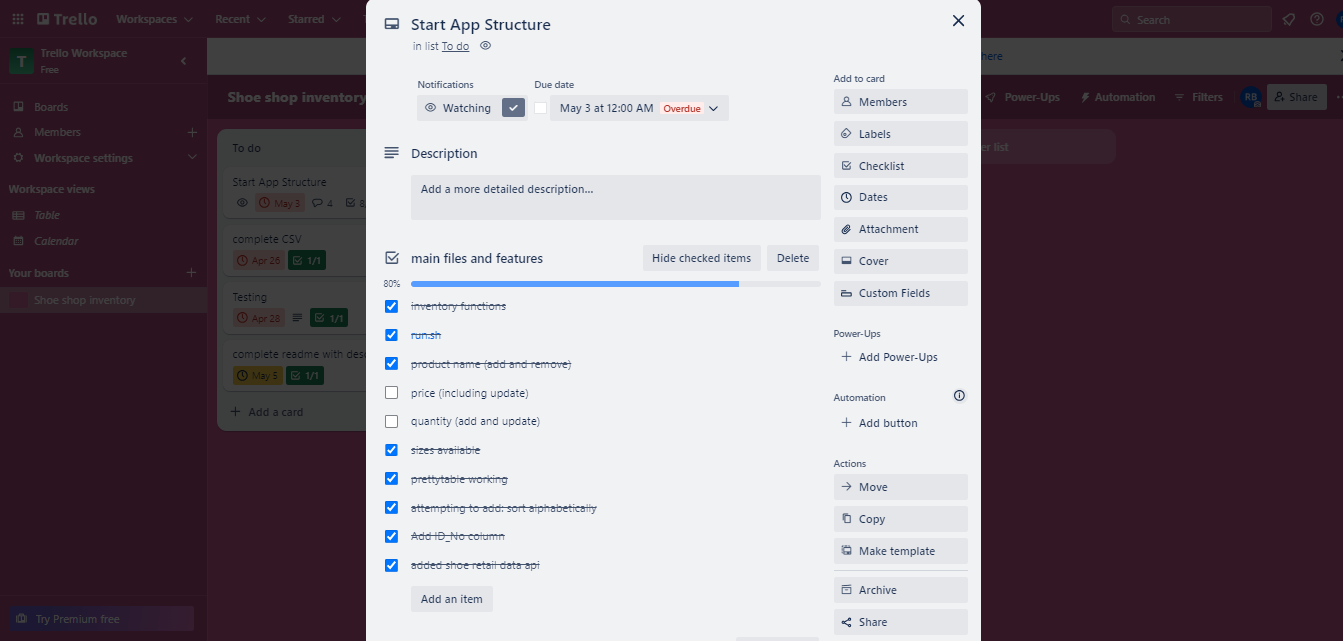 Trello
Workspaces
Recent
Starred
Search
Trello Workspace
Free
Boards
Members
Workspace settings
Workspace views
Table
Calendar
Your boards
Shoe shop inventory
Try Premium free
Shoe shop inventory
here
Power-Ups
Automation
Filters
RB
Share
To do
Start App Structure
May 3
4
8
complete CSV
Apr 26
1/1
Testing
Apr 28
1/1
complete readme with desc
May 5
1/1
Add a card
er list
Start App Structure
in list To do
Notifications
Watching
Due date
May 3 at 12:00 AM Overdue
Description
Add a more detailed description...
main files and features
Hide checked items
Delete
80%
inventory functions
run.sh
product name (add and remove)
price (including update)
quantity (add and update)
sizes available
prettytable working
attempting to add: sort alphabetically
Add ID_No column
added shoe retail data api
Add an item
Add to card
Members
Labels
Checklist
Dates
Attachment
Cover
Custom Fields
Power-Ups
Add Power-Ups
Automation
Add button
Actions
Move
Copy
Make template
Archive
Share